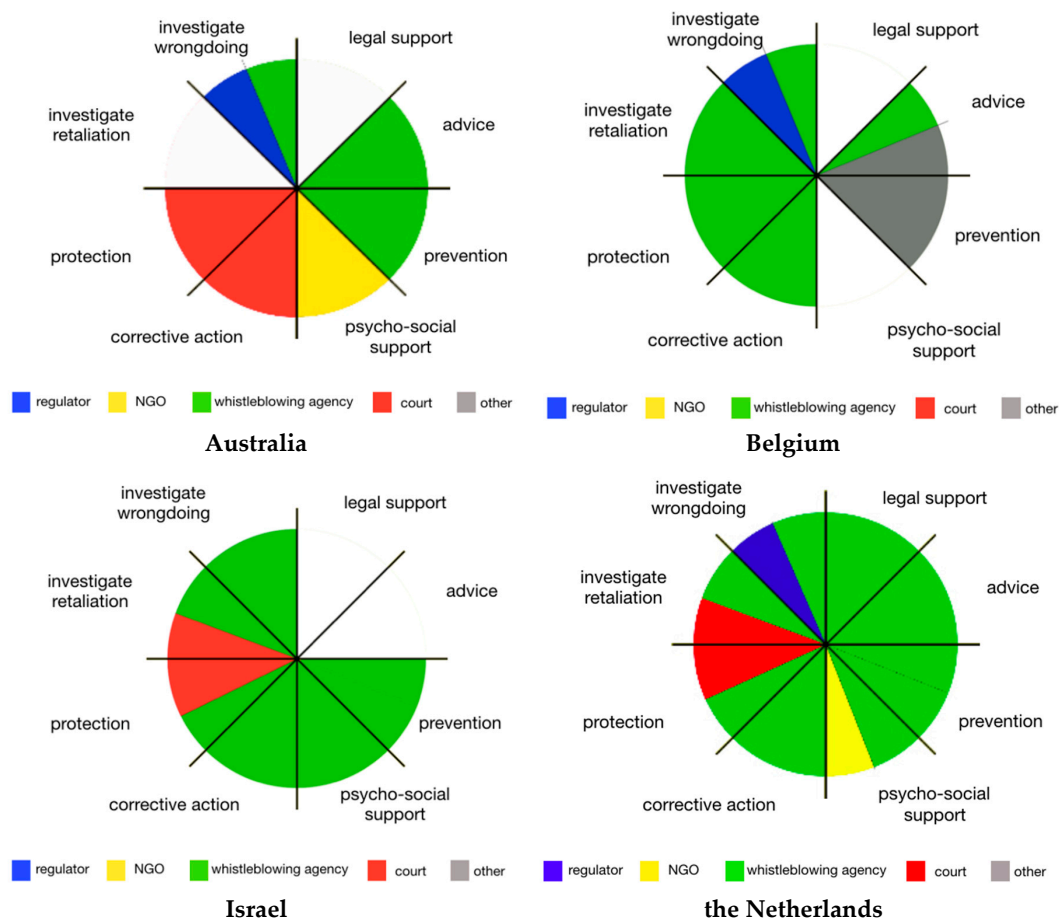 investigate
wrongdoing
legal support
investigate
retaliation
advice
protection
prevention
corrective action
psycho-social
support
regulator NGO whistleblowing agency court other
Australia
investigate
wrongdoing
legal support
investigate
retaliation
advice
protection
prevention
corrective action
psycho-social
support
regulator NGO whistleblowing agency court other
Belgium
investigate
wrongdoing
legal support
investigate
retaliation
advice
protection
prevention
corrective action
psycho-social
support
regulator NGO whistleblowing agency court other
Israel
investigate
wrongdoing
legal support
investigate
retaliation
advice
protection
prevention
corrective action
psycho-social
support
regulator NGO whistleblowing agency court other
the Netherlands